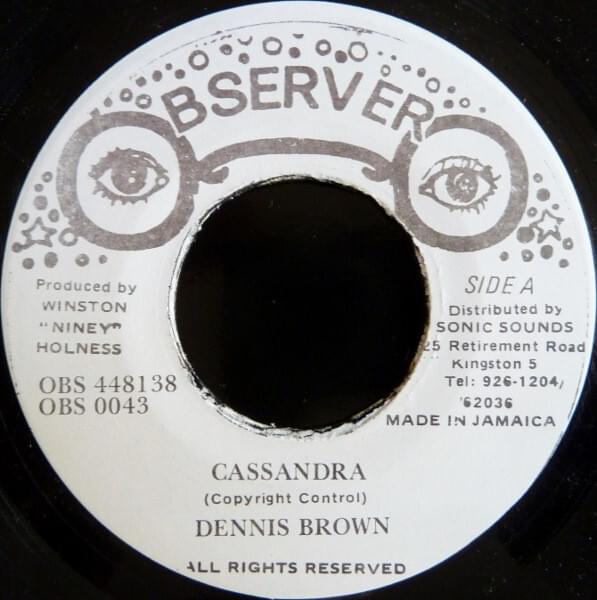 OBSERVER
Produced by
WINSTON
"NINEY"
HOLNESS
OBS 448138
OBS 0043
SIDE A
Distributed by
SONIC SOUNDS
25 Retirement Road
Kingston 5
Tel: 926-1204/
'62036
MADE IN JAMAICA
CASSANDRA
(Copyright Control)
DENNIS BROWN
ALL RIGHTS RESERVED